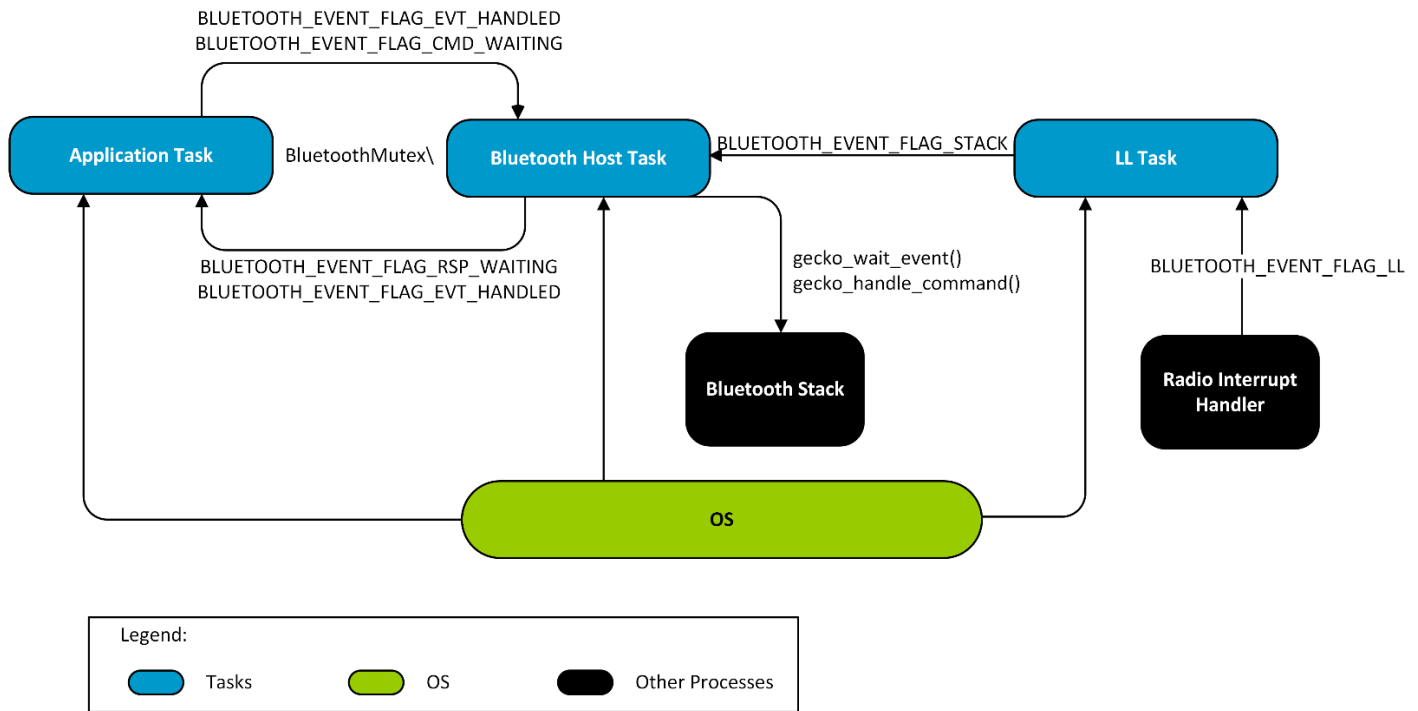 BLUETOOTH_EVENT_FLAG_EVT_HANDLED
BLUETOOTH_EVENT_FLAG_CMD_WAITING
Application Task
BluetoothMutex\
Bluetooth Host Task
BLUETOOTH_EVENT_FLAG_STACK
LL Task
BLUETOOTH_EVENT_FLAG_RSP_WAITING
BLUETOOTH_EVENT_FLAG_EVT_HANDLED
gecko_wait_event()
gecko_handle_command()
BLUETOOTH_EVENT_FLAG_LL
Bluetooth Stack
Radio Interrupt
Handler
OS
Legend:
Tasks
OS
Other Processes